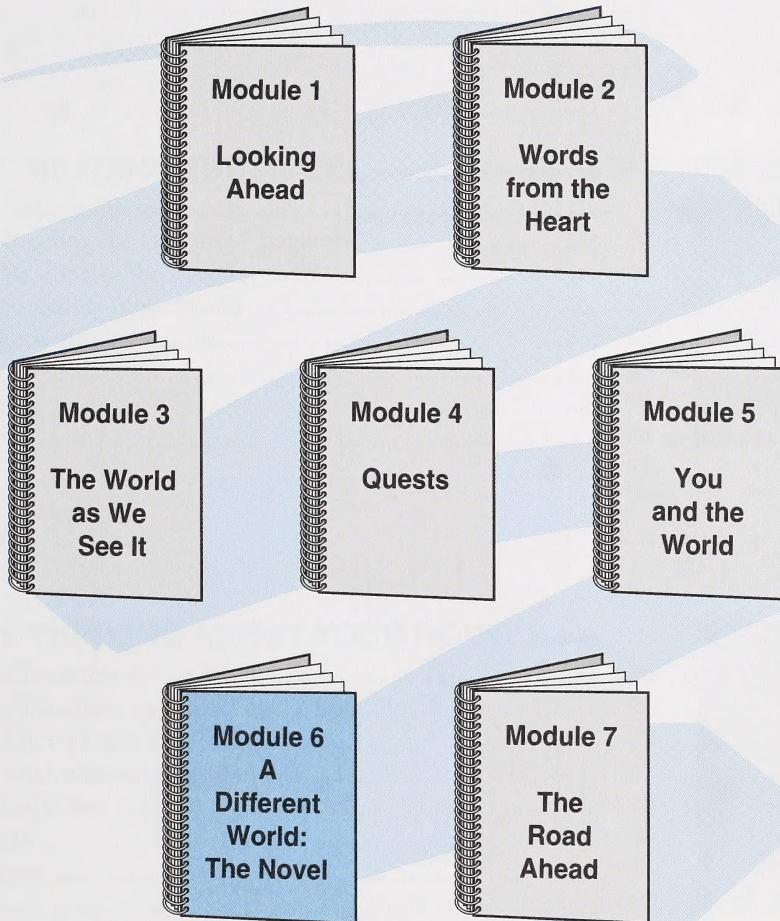 Module 1
Looking
Ahead
Module 2
Words
from the
Heart
Module 3
The World
as We
See It
Module 4
Quests
Module 5
You
and the
World
Module 6
A
Different
World:
The Novel
Module 7
The
Road
Ahead